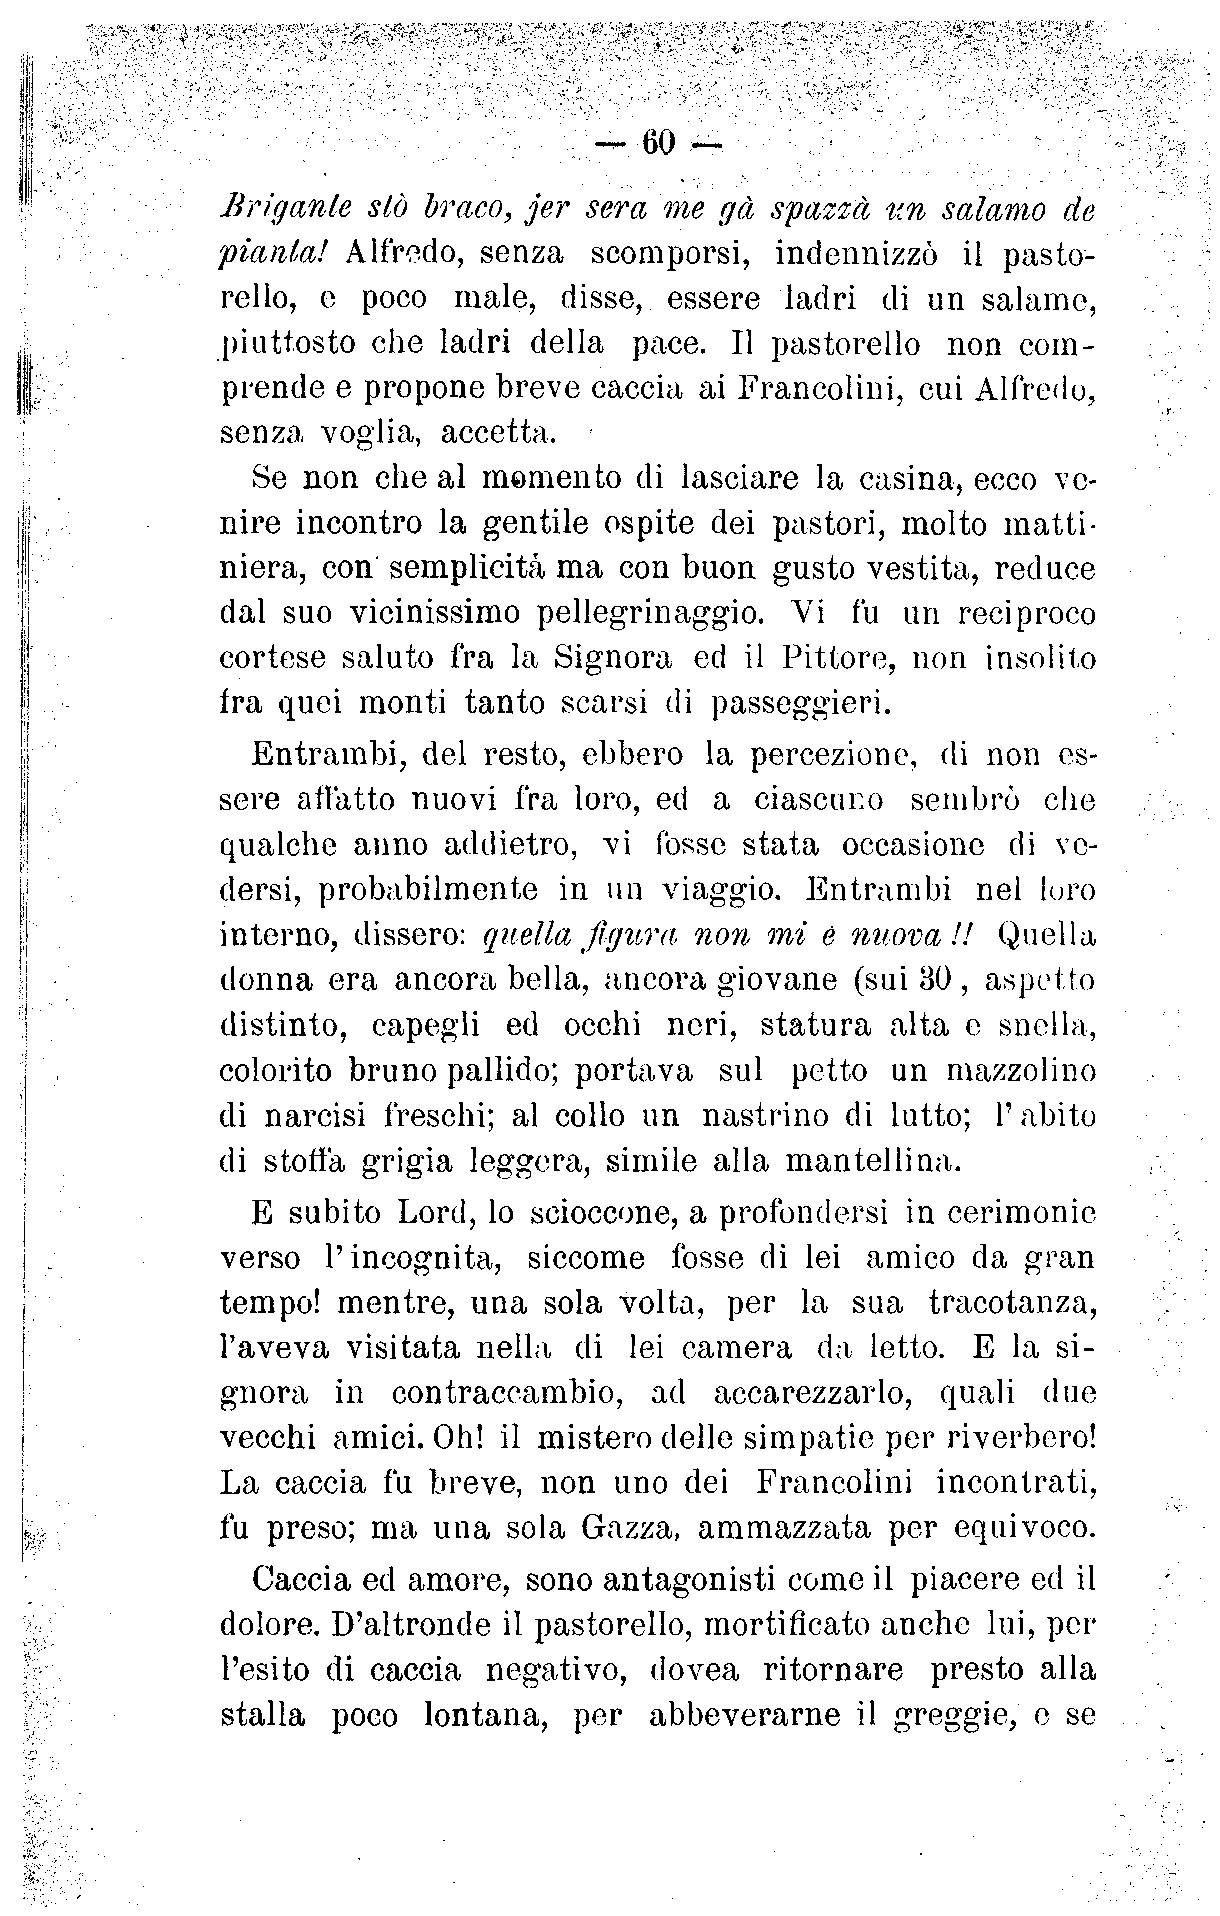 — 60 —
Brigante stò braco, jer sera me gà spazzà un salamo de
pianta! Alfredo, senza scomporsi, indennizzò il pasto-
rello, e poco male, disse, essere ladri di un salame,
piuttosto che ladri della pace. Il pastorello non com-
prende e propone breve caccia ai Francolini, cui Alfredo,
senza voglia, accetta.
Se non che al momento di lasciare la casina, ecco ve-
nire incontro la gentile ospite dei pastori, molto matti-
niera, con semplicità ma con buon gusto vestita, reduce
dal suo vicinissimo pellegrinaggio. Vi fu un reciproco
cortese saluto fra la Signora ed il Pittore, non insolito
fra quei monti tanto scarsi di passeggieri.
Entrambi, del resto, ebbero la percezione, di non es-
sere affatto nuovi fra loro, ed a ciascuno sembrò che
qualche anno addietro, vi fosse stata occasione di ve-
dersi, probabilmente in un viaggio. Entrambi nel loro
interno, dissero: quella figura non mi è nuova!! Quella
donna era ancora bella, ancora giovane (sui 30, aspetto
distinto, capegli ed occhi neri, statura alta e snella,
colorito bruno pallido; portava sul petto un mazzolino
di narcisi freschi; al collo un nastrino di lutto; l'abito
di stoffa grigia leggera, simile alla mantellina.
E subito Lord, lo scioccone, a profondersi in cerimonie
verso l'incognita, siccome fosse di lei amico da gran
tempo! mentre, una sola volta, per la sua tracotanza,
l'aveva visitata nella di lei camera da letto. E la si-
gnora in contraccambio, ad accarezzarlo, quali due
vecchi amici. Oh! il mistero delle simpatie per riverbero!
La caccia fu breve, non uno dei Francolini incontrati,
fu preso; ma una sola Gazza, ammazzata per equivoco.
Caccia ed amore, sono antagonisti come il piacere ed il
dolore. D'altronde il pastorello, mortificato anche lui, per
l'esito di caccia negativo, dovea ritornare presto alla
stalla poco lontana, per abbeverarne il greggie, e se